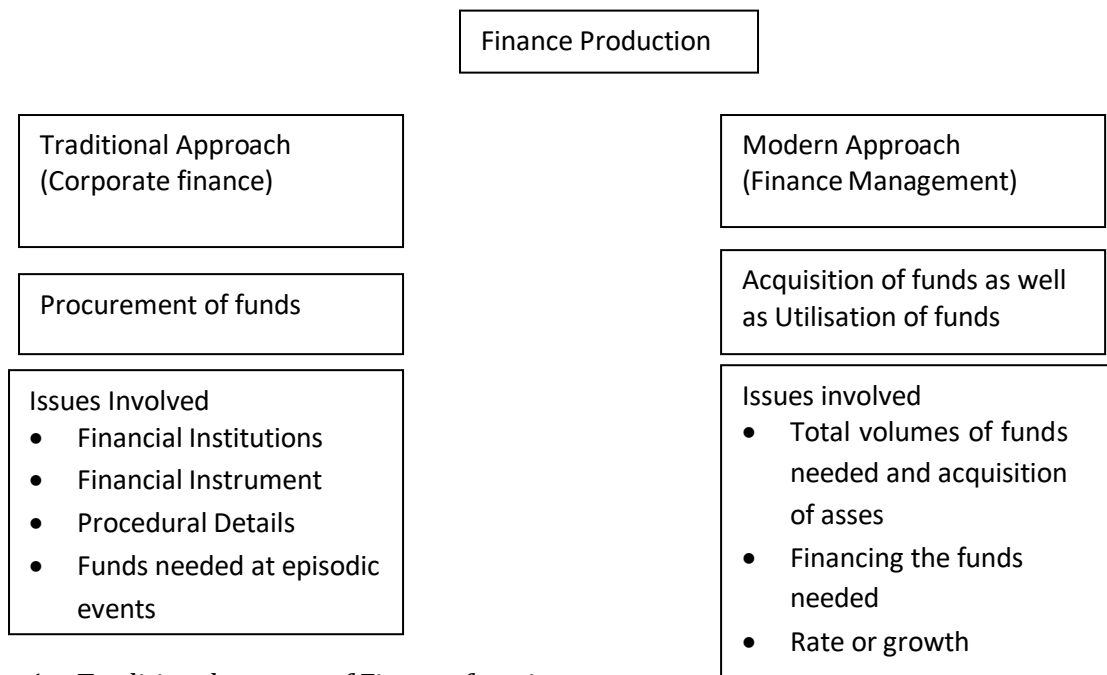 Finance Production
Traditional Approach
(Corporate finance)
Procurement of funds
Issues Involved
• Financial Institutions
• Financial Instrument
• Procedural Details
• Funds needed at episodic
events
Modern Approach
(Finance Management)
Acquisition of funds as well
as Utilisation of funds
Issues involved
• Total volumes of funds
needed and acquisition
of asses
• Financing the funds
needed
• Rate or growth